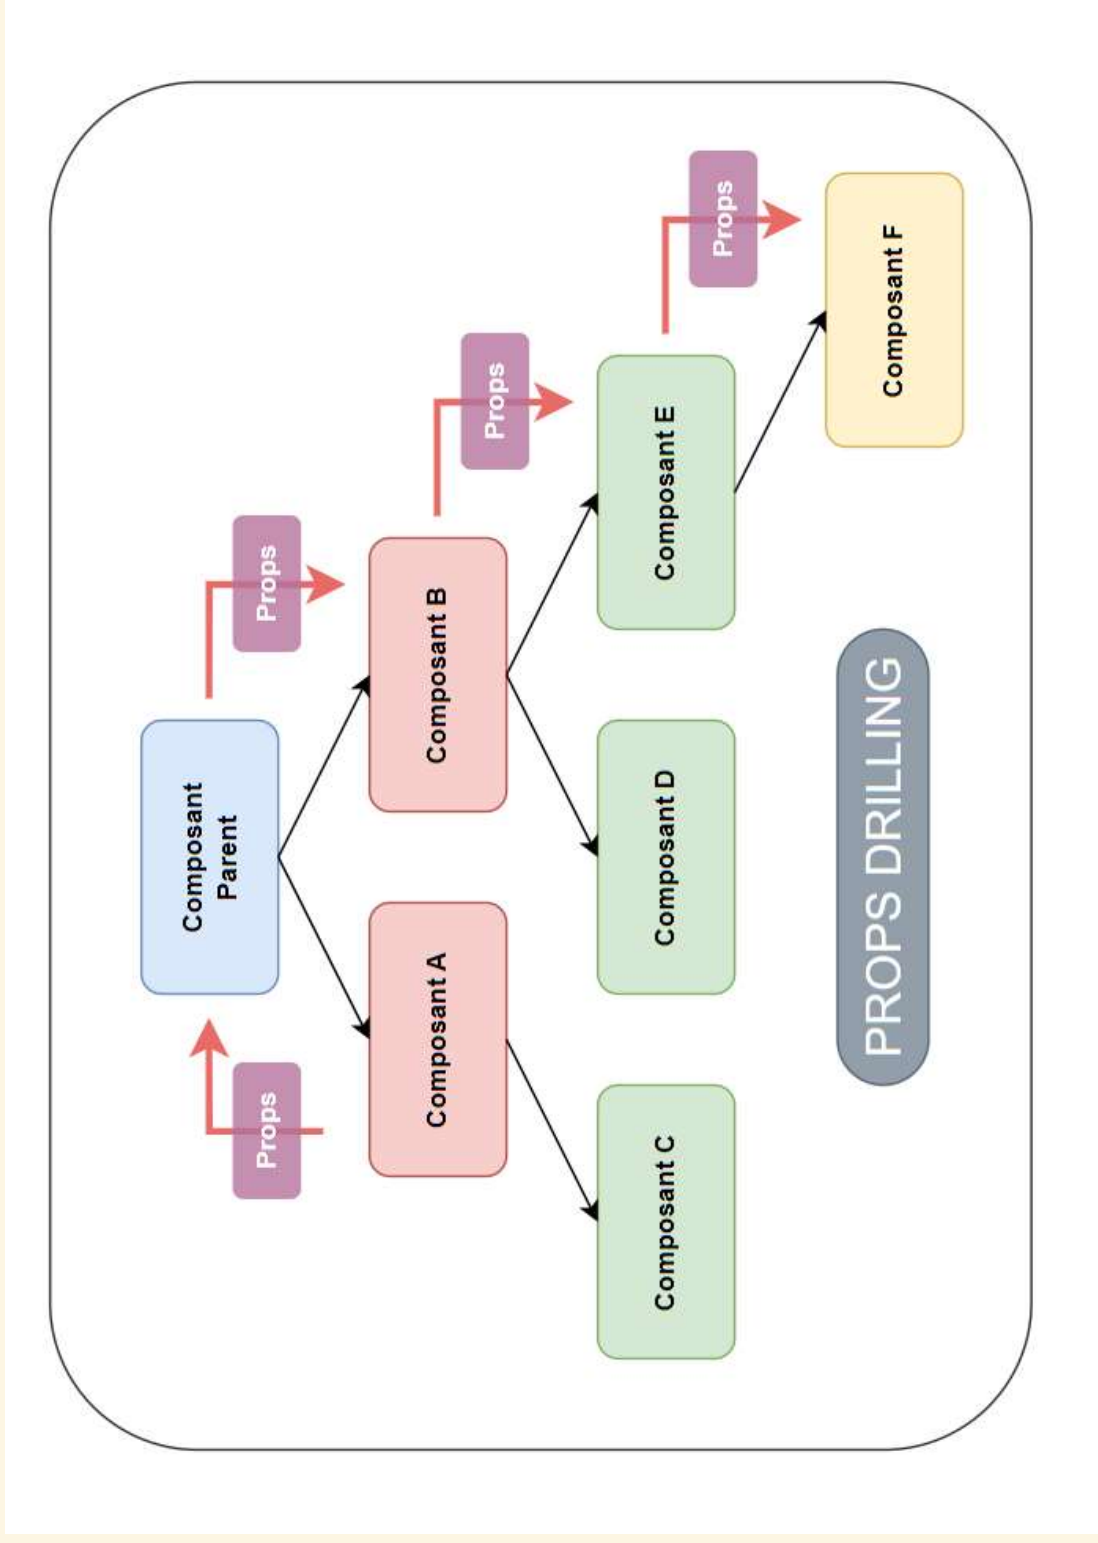 Props
Composant
Parent
Props
Composant A
Composant B
Props
Composant C
Composant D
Composant E
Props
PROPS DRILLING
Composant F